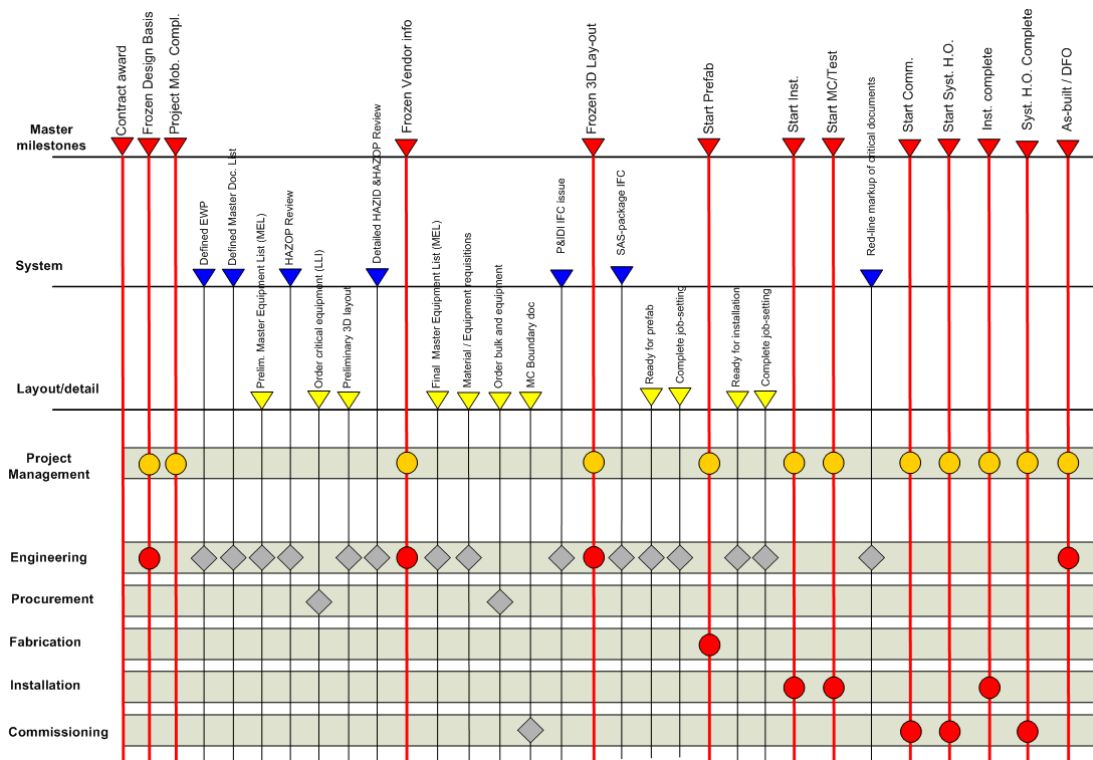 Contract award
Frozen Design Basis
Project Mob. Compl.
Frozen Vendor info
Frozen 3D Lay-out
Start Prefab
Start Inst.
Start MC/Test
Start Comm.
Start Syst. H.O.
Inst. complete
Syst. H.O. Complete
As-built / DFO
Master
milestones
Defined EWP
Defined Master Doc. List
HAZOP Review
Detailed HAZID &HAZOP Review
P&IDI IFC issue
SAS-package IFC
Red-line markup of critical documents
System
Prelim. Master Equipment List (MEL)
Order critical equipment (LLI)
Preliminary 3D layout
Final  Master Equipment List (MEL)
Material / Equipment requisitions
Order bulk and equipment
MC Boundary doc
Ready for prefab
Complete job-setting
Ready for installation
Complete job-setting
Layout/detail
Project
Management
Engineering
Procurement
Fabrication
Installation
Commissioning